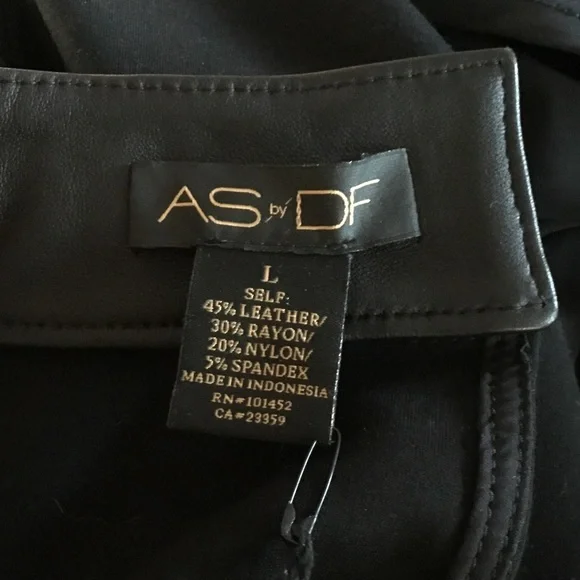 AS by DF
L
SELF:
45% LEATHER/
30% RAYON/
20% NYLON/
5% SPANDEX
MADE IN INDONESIA
RN=101452
CA=23359